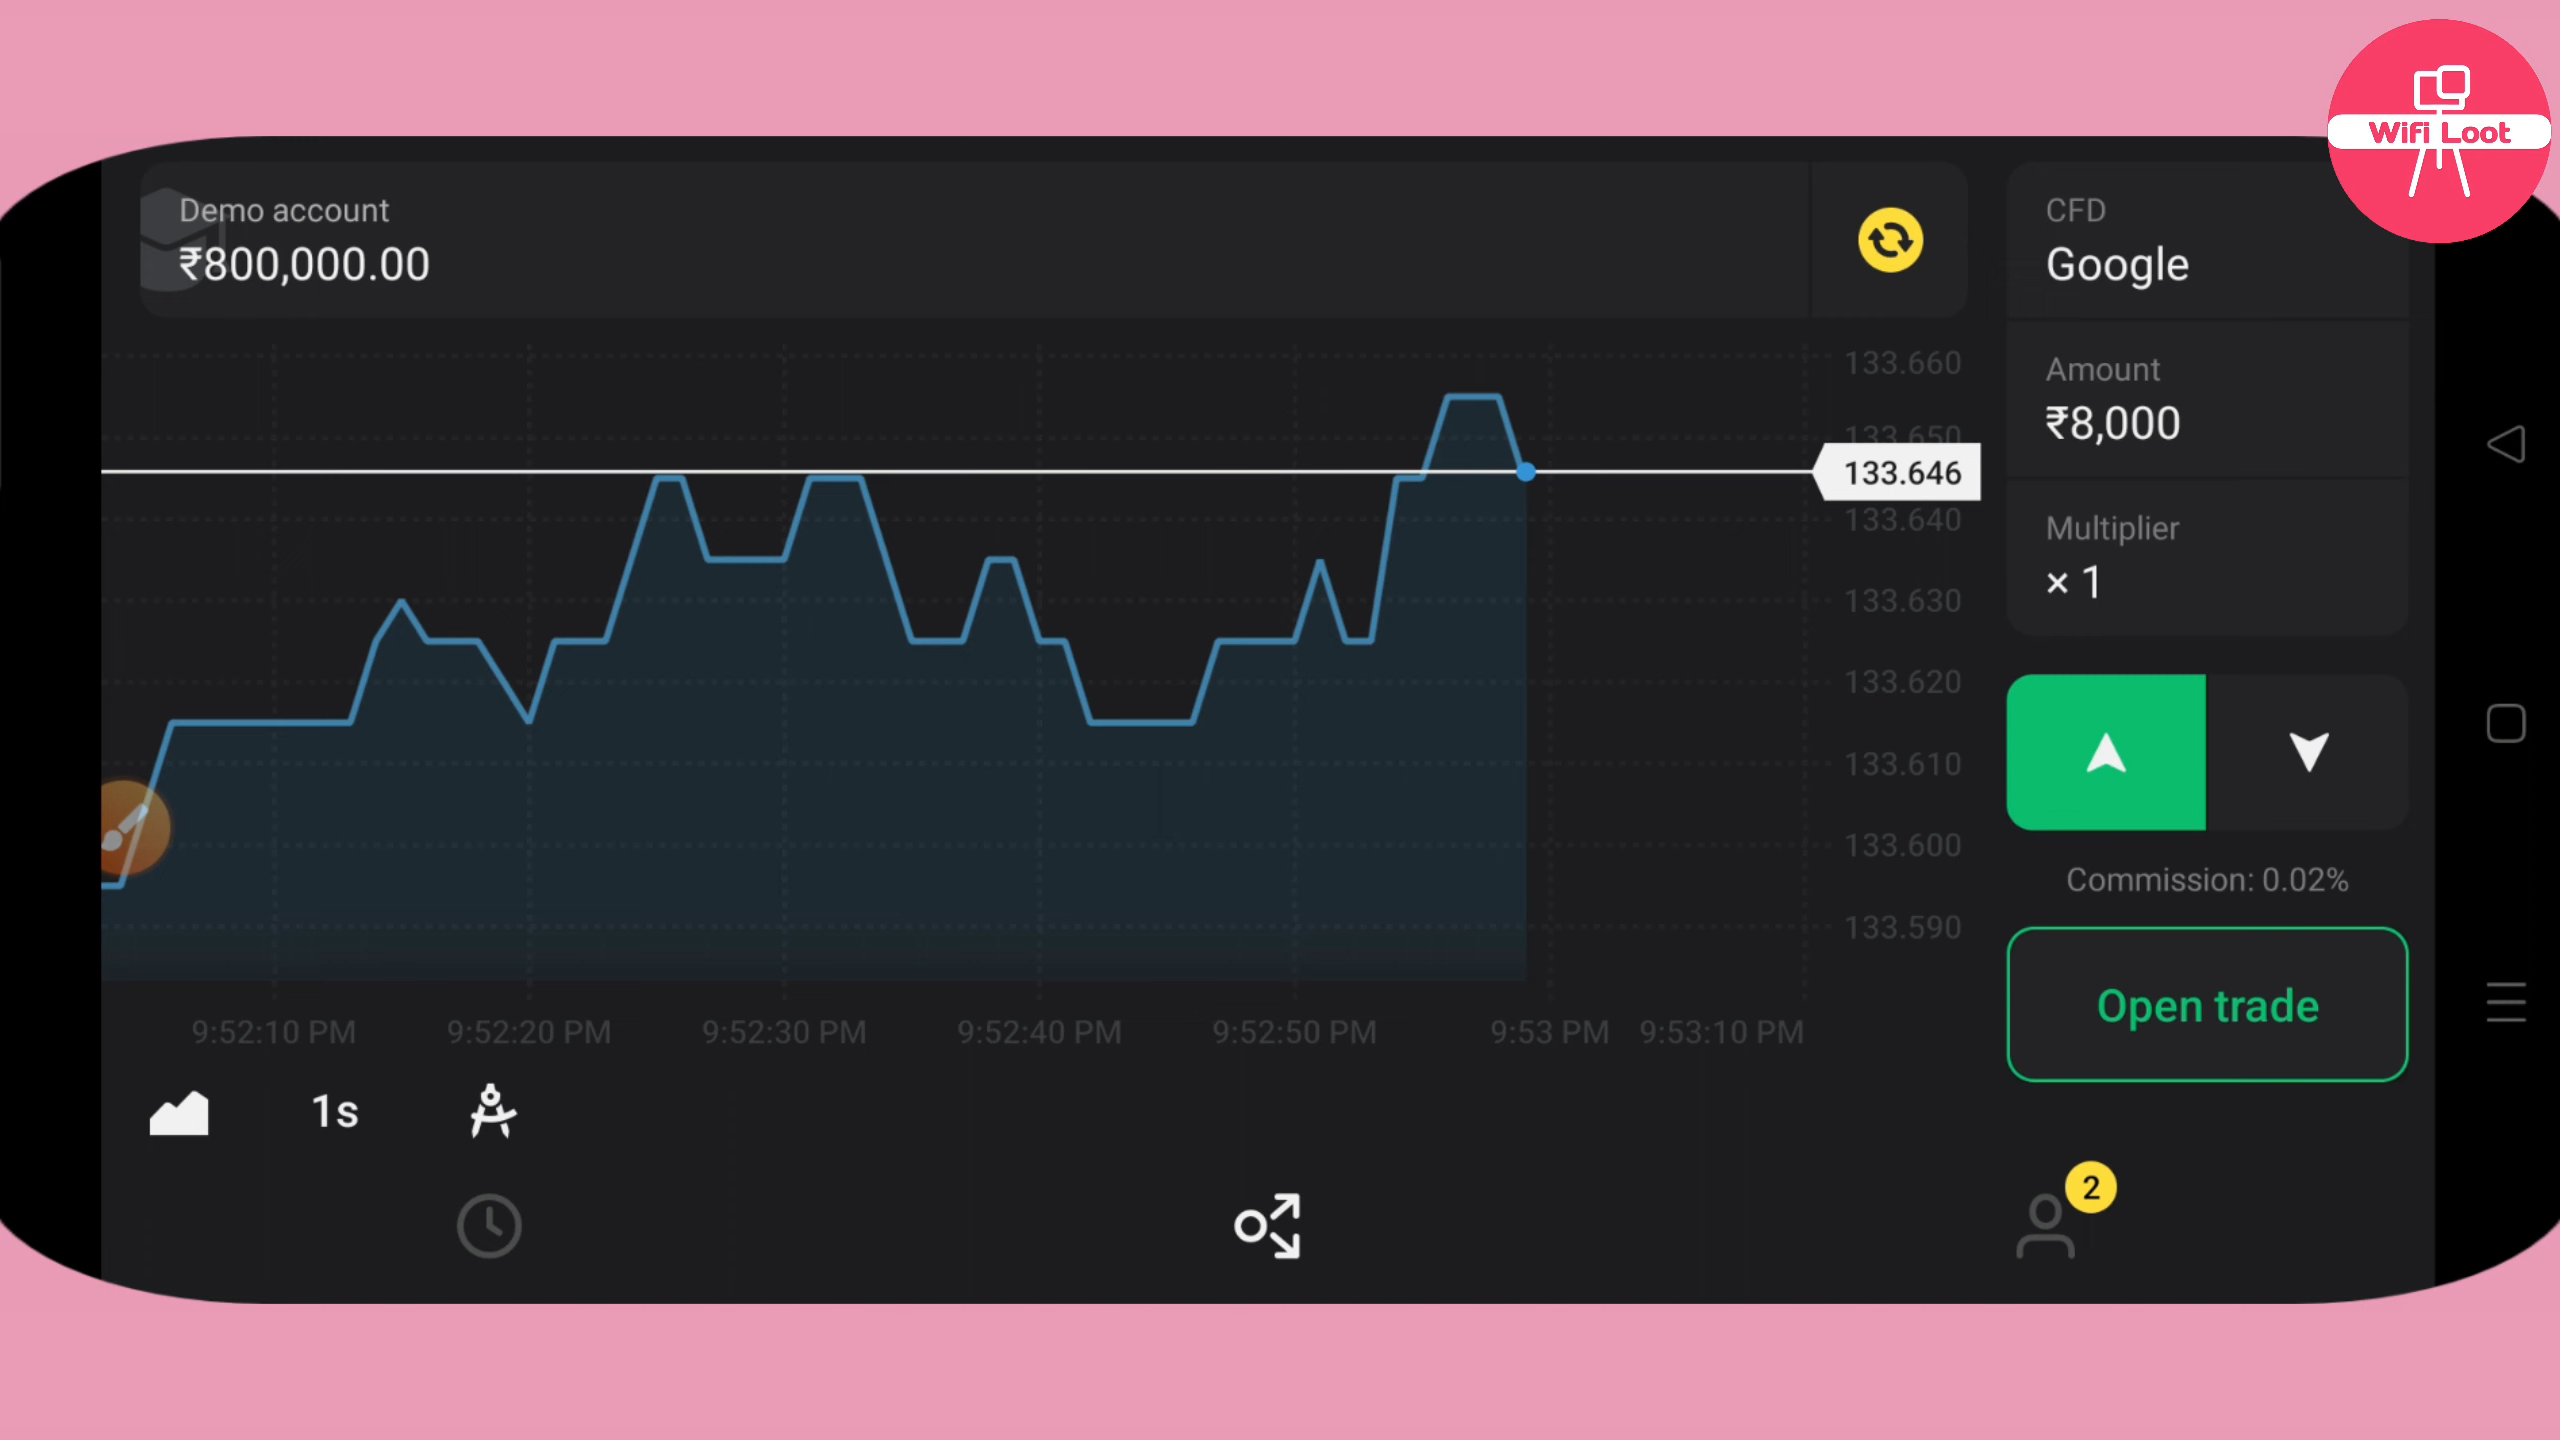 Wifi Loot
Demo account
₹800,000.00
CFD
Google
Amount
₹8,000
Multiplier
× 1
133.660
133.650
133.646
133.640
133.630
133.620
133.610
133.600
133.590
Commission: 0.02%
Open trade
9:52:10 PM 9:52:20 PM 9:52:30 PM 9:52:40 PM 9:52:50 PM 9:53 PM 9:53:10 PM
1s
2